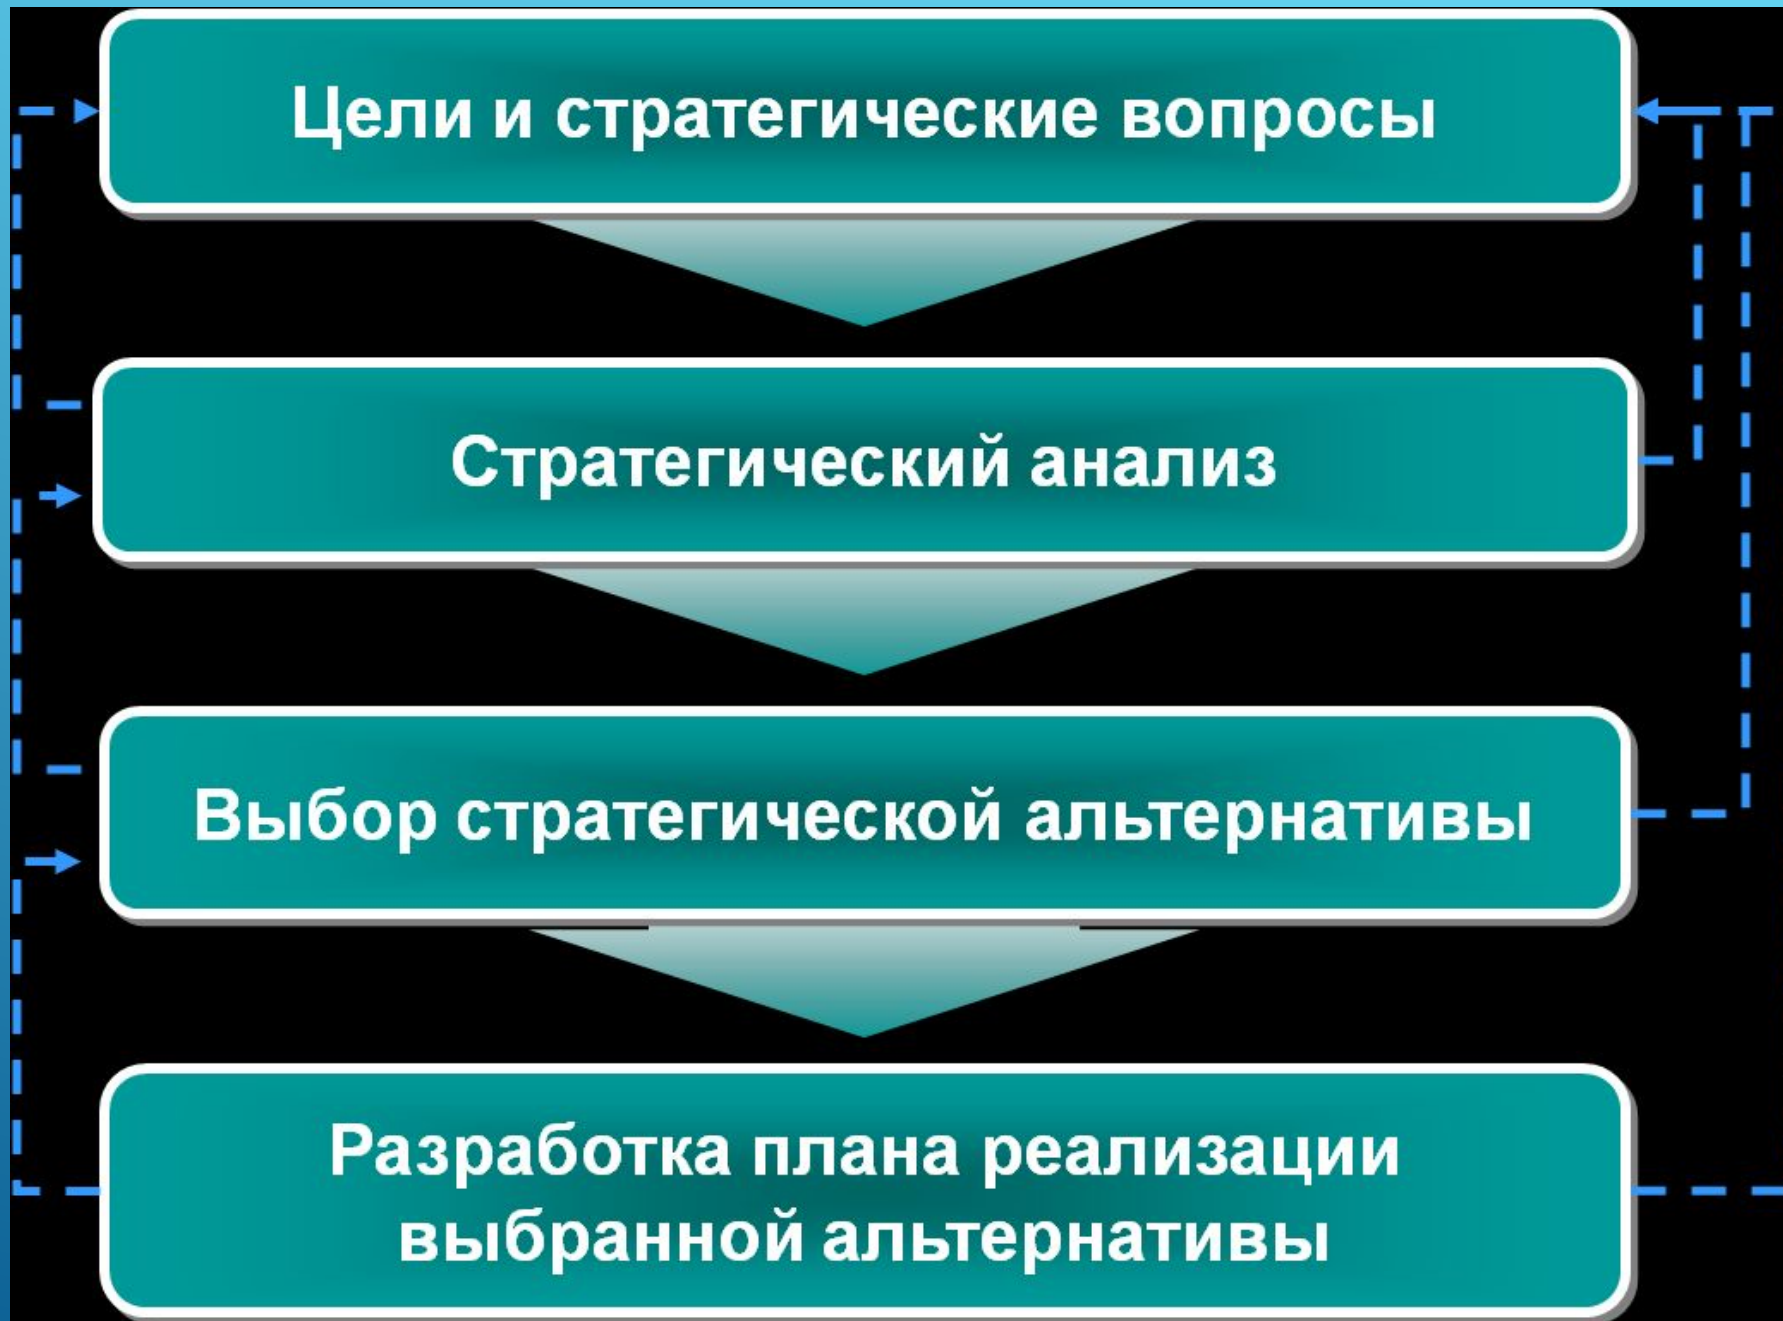 Цели и стратегические вопросы
Стратегический анализ
Выбор стратегической альтернативы
Разработка плана реализации
выбранной альтернативы